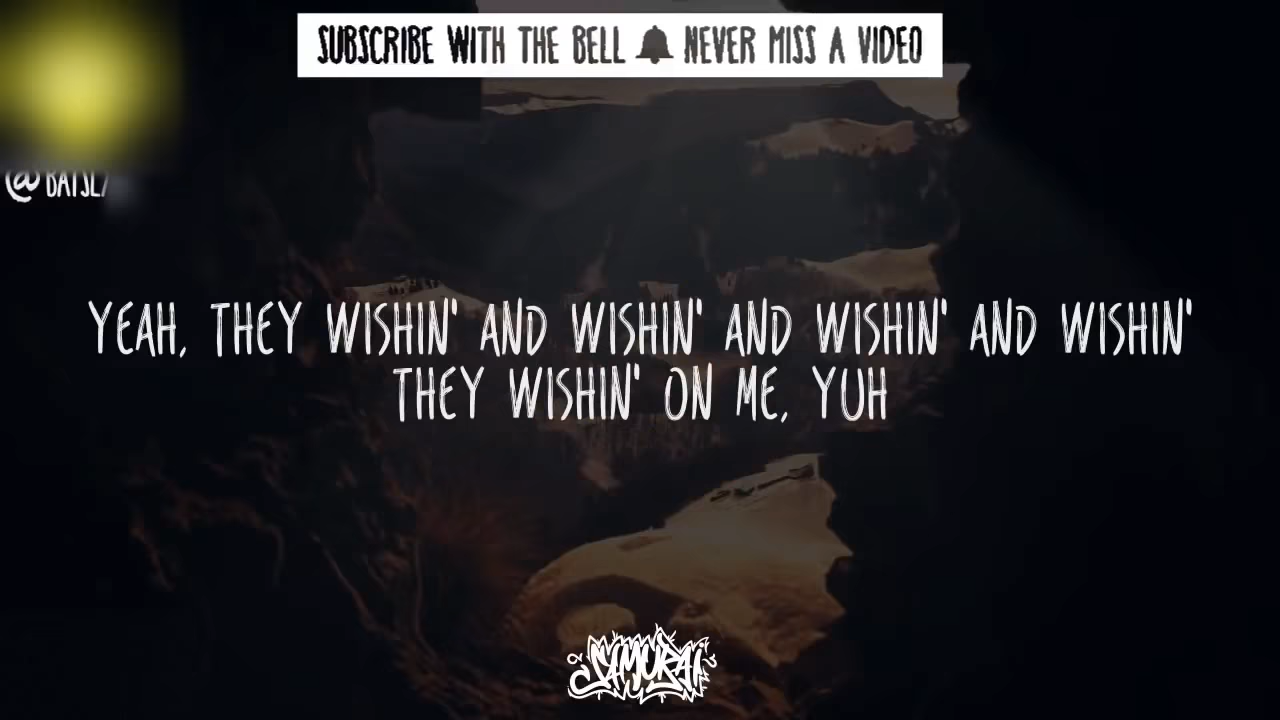 SUBSCRIBE WITH THE BELL 🔔 NEVER MISS A VIDEO
YEAH, THEY WISHIN' AND WISHIN' AND WISHIN' AND WISHIN'
THEY WISHIN' ON ME, YUH
SAMURAI